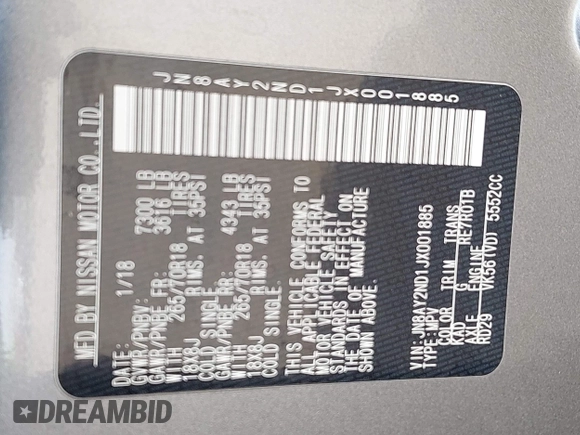 MFD BY NISSAN MOTOR CO.,LTD.
JN8AY2ND1JX001885
DATE: 1/18
GVWR/PNBV: 7300 LB
GAWR/PNBE FR: 3616 LB
WITH 265/70R18 TIRES
18X8J RIMS. AT 35PSI
COLD SINGLE.
GAWR/PNBE RR: 4343 LB
WITH 265/70R18 TIRES
18X8J RIMS. AT 35PSI
COLD SINGLE.
THIS VEHICLE CONFORMS TO
ALL APPLICABLE FEDERAL
MOTOR VEHICLE SAFETY
STANDARDS IN EFFECT ON
THE DATE OF MANUFACTURE
SHOWN ABOVE.
VIN:JN8AY2ND1JX001885
TYPE:MPV
COLOR TRIM TRANS
KAD G RE7R01B
AXLE ENGINE
RD29 VK56(VD) 5552CC
DREAMBID